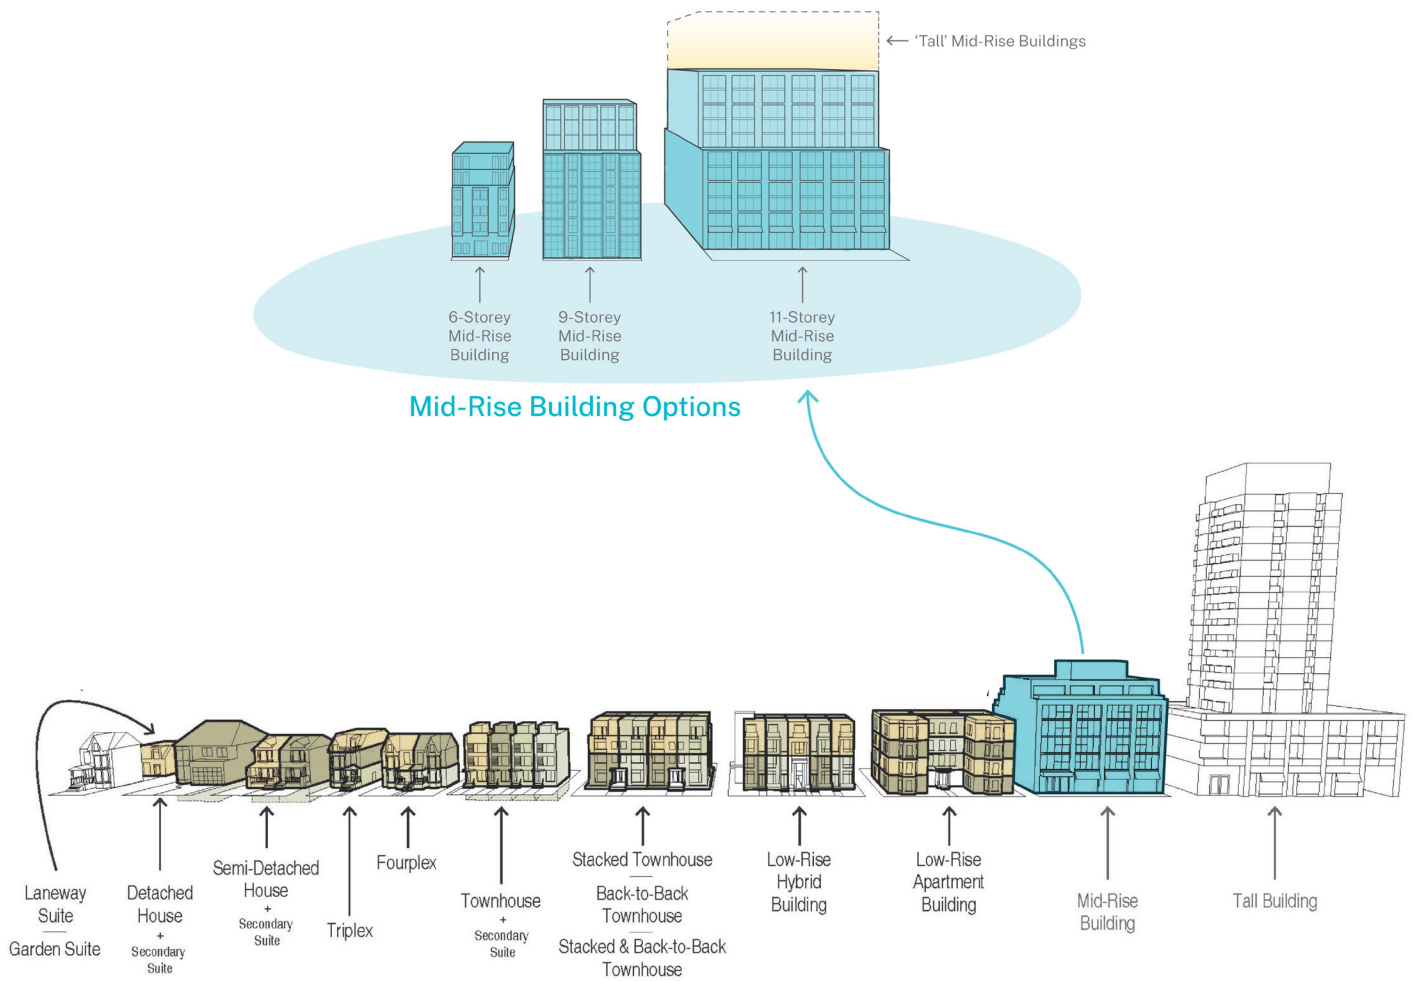 ← ‘Tall’ Mid-Rise Buildings
6-Storey
Mid-Rise
Building
9-Storey
Mid-Rise
Building
11-Storey
Mid-Rise
Building
Mid-Rise Building Options
Laneway
Suite
Garden Suite
Detached
House
+
Secondary
Suite
Semi-Detached
House
+
Secondary
Suite
Triplex
Fourplex
Townhouse
+
Secondary
Suite
Stacked Townhouse
Back-to-Back
Townhouse
Stacked & Back-to-Back
Townhouse
Low-Rise
Hybrid
Building
Low-Rise
Apartment
Building
Mid-Rise
Building
Tall Building